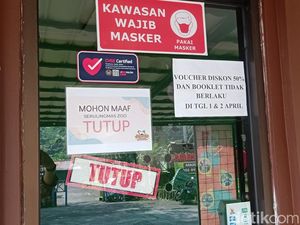 KAWASAN
WAJIB
MASKER
PAKAI
MASKER
CHSE Certified
VOUCHER DISKON 50%
DAN BOOKLET TIDAK
BERLAKU
DI TGL 1 & 2 APRIL
MOHON MAAF
SERULINGMAS ZOO
TUTUP
TUTUP
detikcom